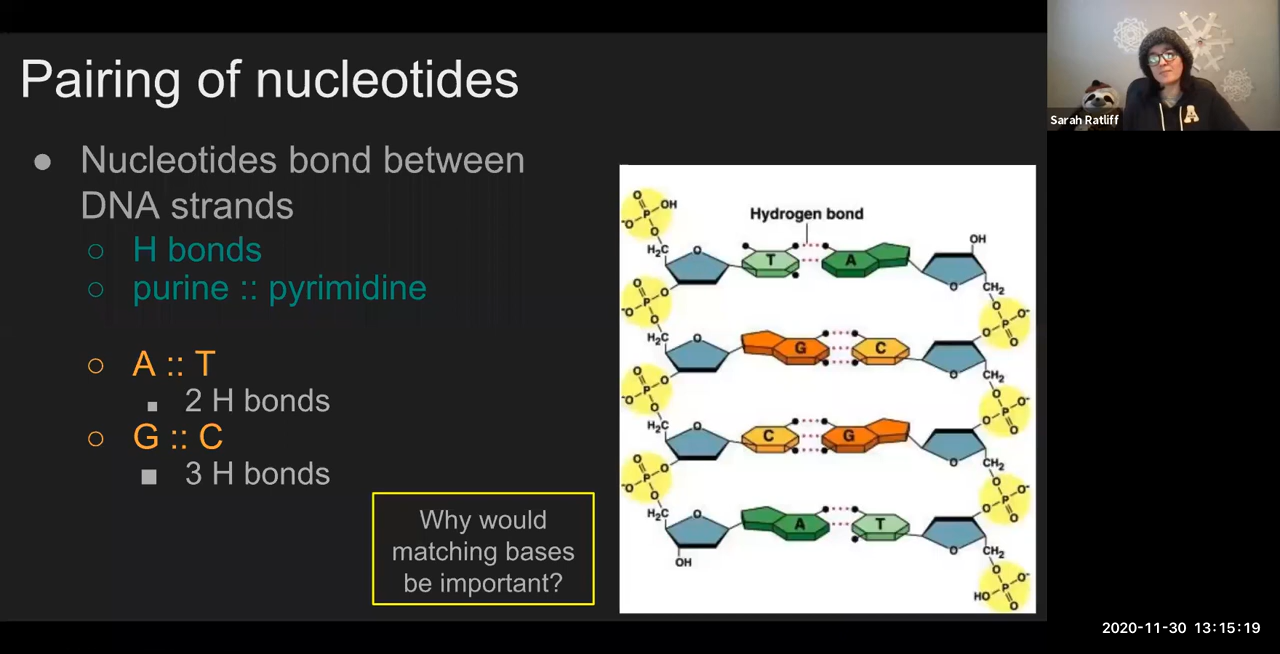 Pairing of nucleotides
● Nucleotides bond between
DNA strands
○ H bonds
○ purine :: pyrimidine
○ A :: T
■ 2 H bonds
○ G :: C
■ 3 H bonds
Why would
matching bases
be important?
Hydrogen bond
O
P OH
⁻O
O
H₂C
O
T
A
OH
O
CH₂
O
P
⁻O
O
O
O
P
O⁻
O
H₂C
O
G
C
O
CH₂
O
P
⁻O
O
O
O
P
O⁻
O
H₂C
O
C
G
O
CH₂
O
P
⁻O
O
O
O
P
O⁻
O
H₂C
O
A
T
O
CH₂
OH
O
HO P
O⁻
O
Sarah Ratliff
A
2020-11-30 13:15:19